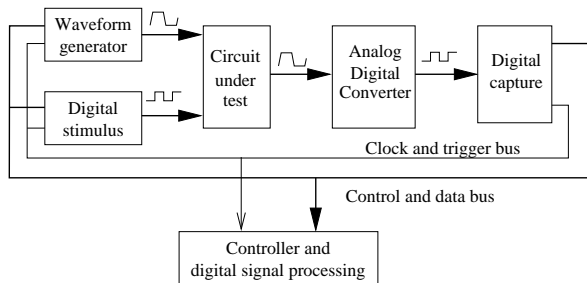 Waveform
generator
Digital
stimulus
Circuit
under
test
Analog
Digital
Converter
Digital
capture
Clock and trigger bus
Control and data bus
Controller and
digital signal processing